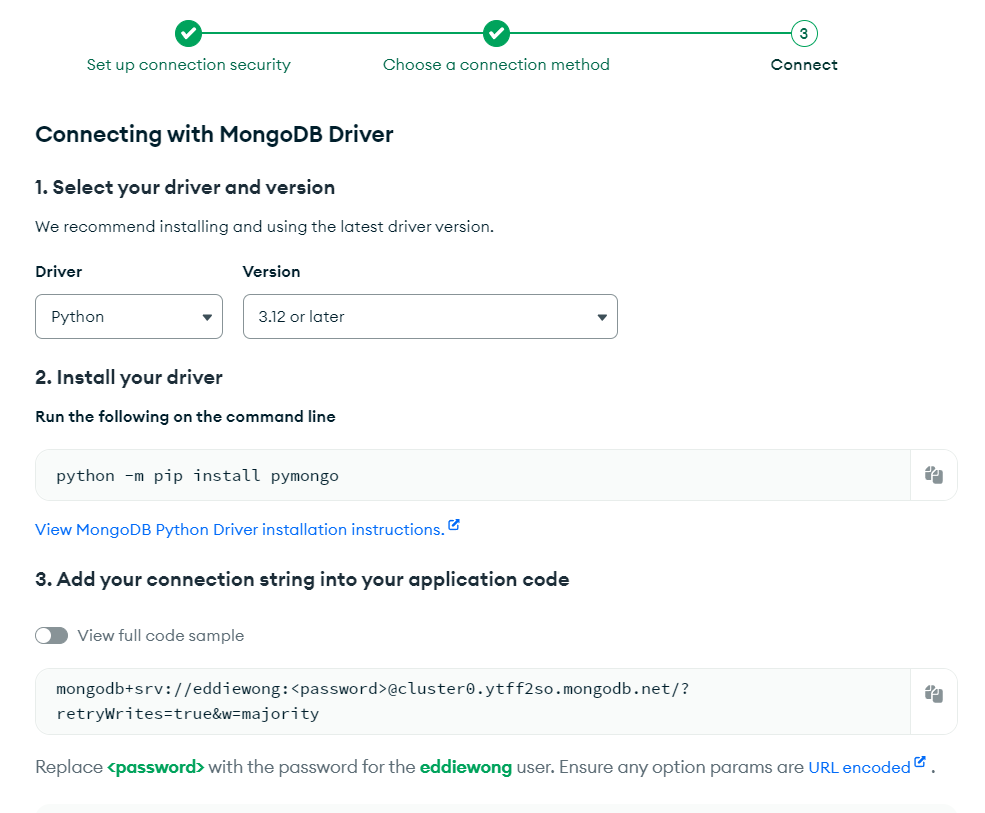 3
Set up connection security
Choose a connection method
Connect
Connecting with MongoDB Driver
1. Select your driver and version
We recommend installing and using the latest driver version.
Driver
Version
Python
3.12 or later
2. Install your driver
Run the following on the command line
python -m pip install pymongo
View MongoDB Python Driver installation instructions.
3. Add your connection string into your application code
View full code sample
mongodb+srv://eddiewong:<password>@cluster0.ytff2so.mongodb.net/?
retryWrites=true&w=majority
Replace <password> with the password for the eddiewong user. Ensure any option params are URL encoded .